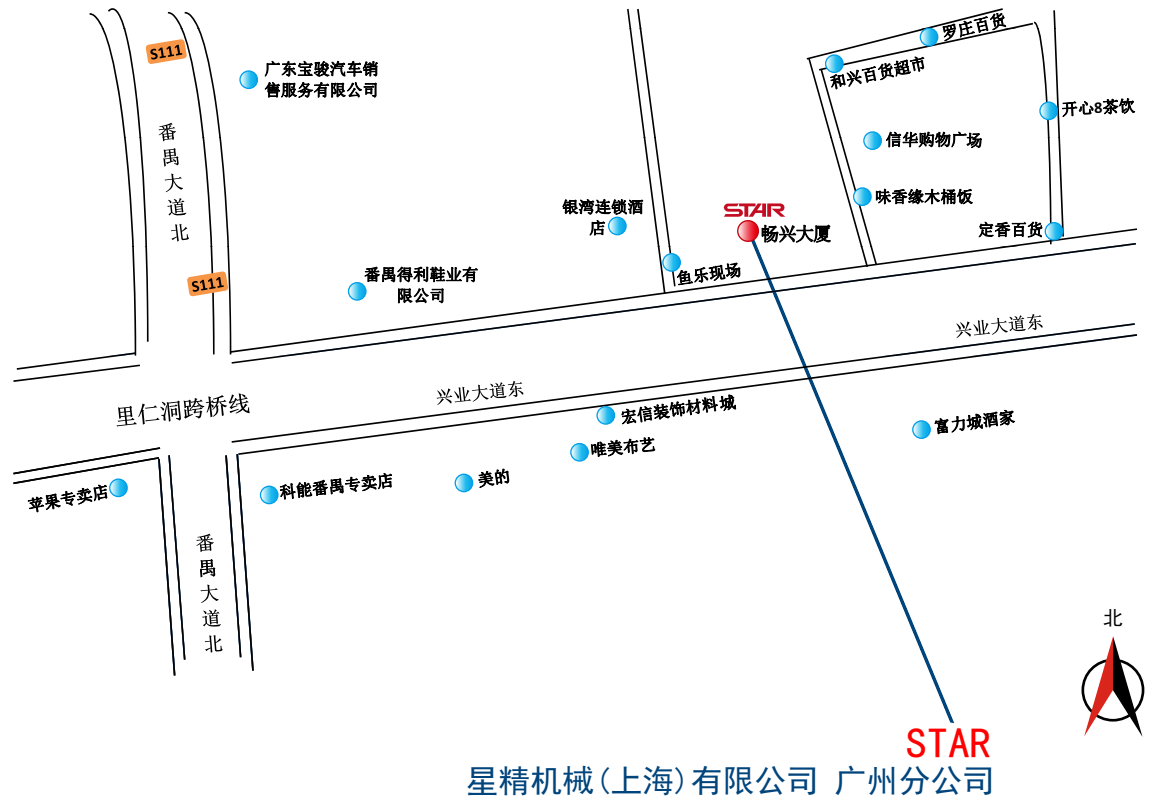 S111
罗庄百货
广东宝骏汽车销
售服务有限公司
和兴百货超市
开心8茶饮
番禺大道北
信华购物广场
味香缘木桶饭
银湾连锁酒
店
STAR
畅兴大厦
定香百货
鱼乐现场
S111
番禺得利鞋业有
限公司
兴业大道东
兴业大道东
里仁洞跨桥线
宏信装饰材料城
富力城酒家
唯美布艺
美的
科能番禺专卖店
苹果专卖店
番禺大道北
北
STAR
星精机械(上海)有限公司 广州分公司